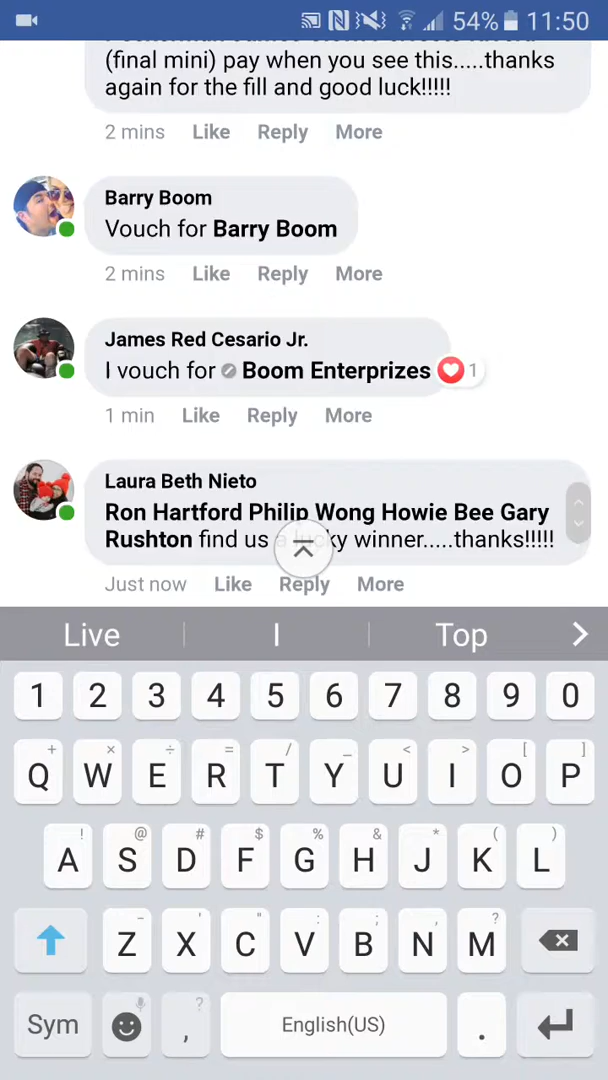 54% 11:50
(final mini) pay when you see this.....thanks
again for the fill and good luck!!!!!
2 mins Like Reply More
Barry Boom
Vouch for Barry Boom
2 mins Like Reply More
James Red Cesario Jr.
I vouch for Boom Enterprizes 1
1 min Like Reply More
Laura Beth Nieto
Ron Hartford Philip Wong Howie Bee Gary
Rushton find us a lucky winner.....thanks!!!!!
Just now Like Reply More
Live I Top
1 2 3 4 5 6 7 8 9 0
+ × ÷ = / _ < > [ ]
Q W E R T Y U I O P
! @ # $ % & * ( )
A S D F G H J K L
- ' " : ; , ?
Z X C V B N M
Sym , ? English(US) .